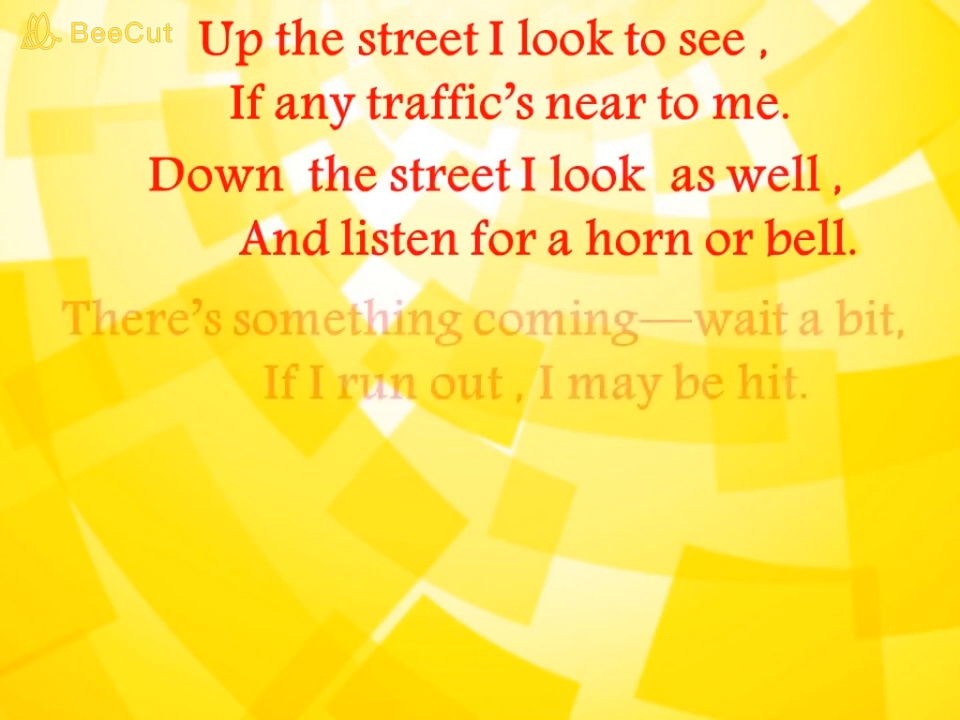 BeeCut
Up the street I look to see ,
If any traffic’s near to me.
Down the street I look as well ,
And listen for a horn or bell.
There’s something coming—wait a bit,
If I run out , I may be hit.